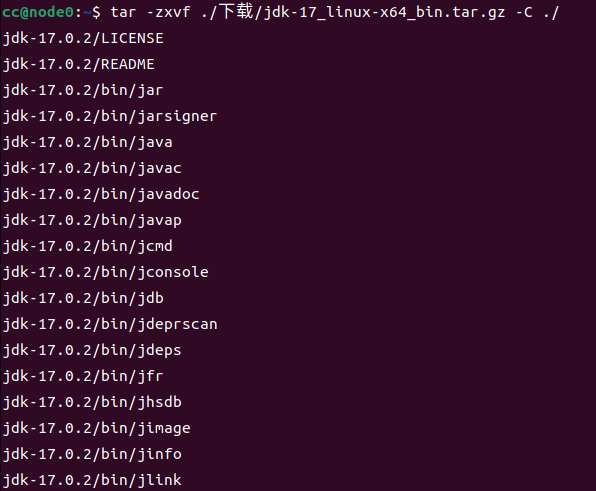 cc@node0:~$ tar -zxvf ./下载/jdk-17_linux-x64_bin.tar.gz -C ./
jdk-17.0.2/LICENSE
jdk-17.0.2/README
jdk-17.0.2/bin/jar
jdk-17.0.2/bin/jarsigner
jdk-17.0.2/bin/java
jdk-17.0.2/bin/javac
jdk-17.0.2/bin/javadoc
jdk-17.0.2/bin/javap
jdk-17.0.2/bin/jcmd
jdk-17.0.2/bin/jconsole
jdk-17.0.2/bin/jdb
jdk-17.0.2/bin/jdeprscan
jdk-17.0.2/bin/jdeps
jdk-17.0.2/bin/jfr
jdk-17.0.2/bin/jhsdb
jdk-17.0.2/bin/jimage
jdk-17.0.2/bin/jinfo
jdk-17.0.2/bin/jlink